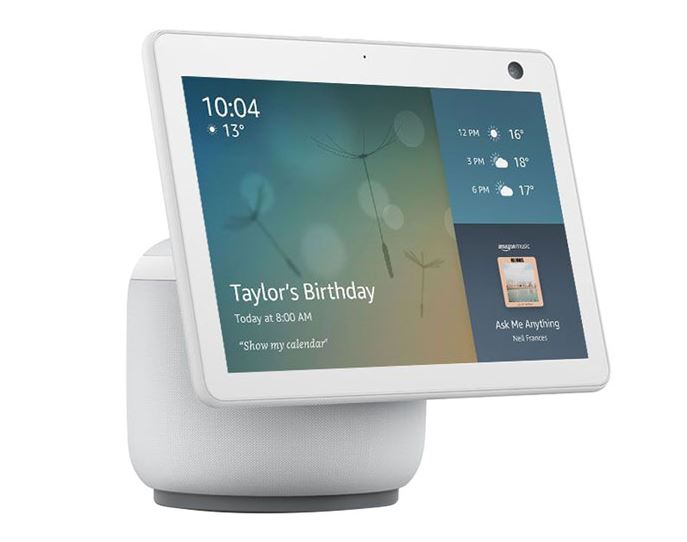 10:04
13°
Taylor's Birthday
Today at 8:00 AM
"Show my calendar"
12 PM 16°
3 PM 18°
6 PM 17°
amazon music
Ask Me Anything
Neil Frances